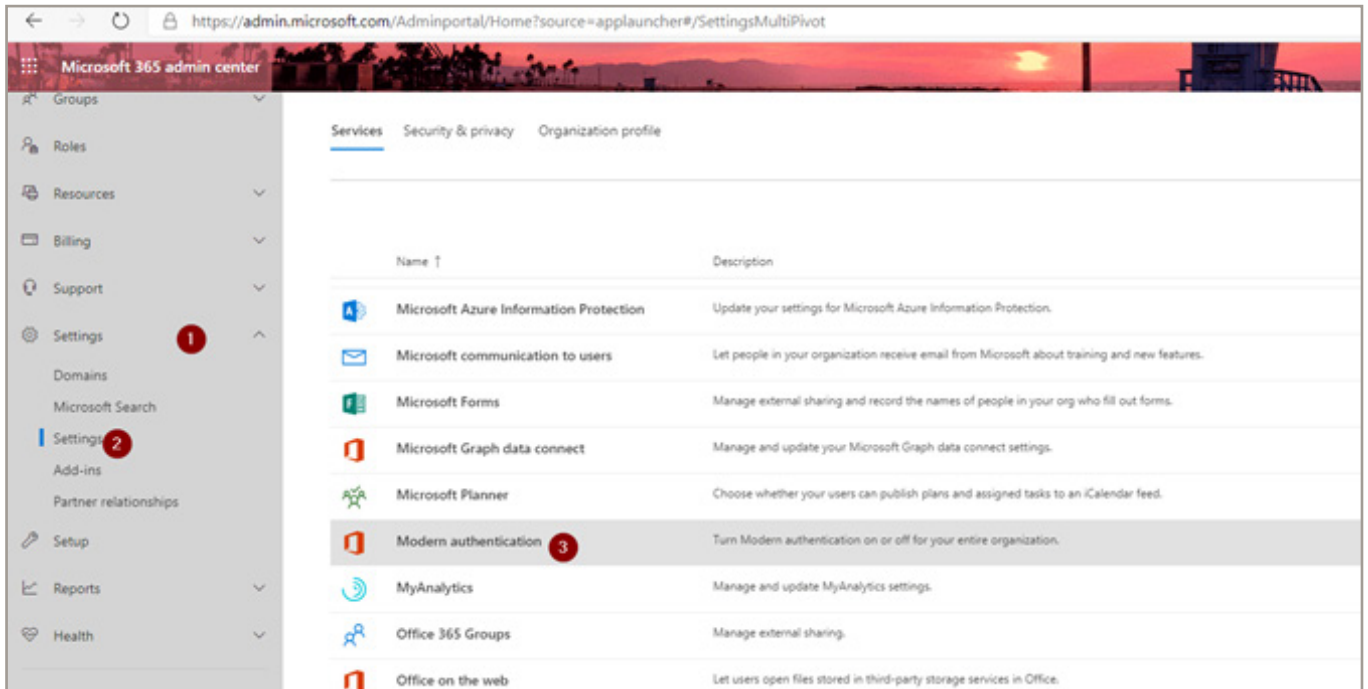 https://admin.microsoft.com/Adminportal/Home?source=applauncher#/SettingsMultiPivot
Microsoft 365 admin center
Groups
Roles
Resources
Billing
Support
Settings 1
Domains
Microsoft Search
Settings 2
Add-ins
Partner relationships
Setup
Reports
Health
Services Security & privacy Organization profile
Name ↑ Description
Microsoft Azure Information Protection Update your settings for Microsoft Azure Information Protection.
Microsoft communication to users Let people in your organization receive email from Microsoft about training and new features.
Microsoft Forms Manage external sharing and record the names of people in your org who fill out forms.
Microsoft Graph data connect Manage and update your Microsoft Graph data connect settings.
Microsoft Planner Choose whether your users can publish plans and assigned tasks to an iCalendar feed.
Modern authentication 3 Turn Modern authentication on or off for your entire organization.
MyAnalytics Manage and update MyAnalytics settings.
Office 365 Groups Manage external sharing.
Office on the web Let users open files stored in third-party storage services in Office.